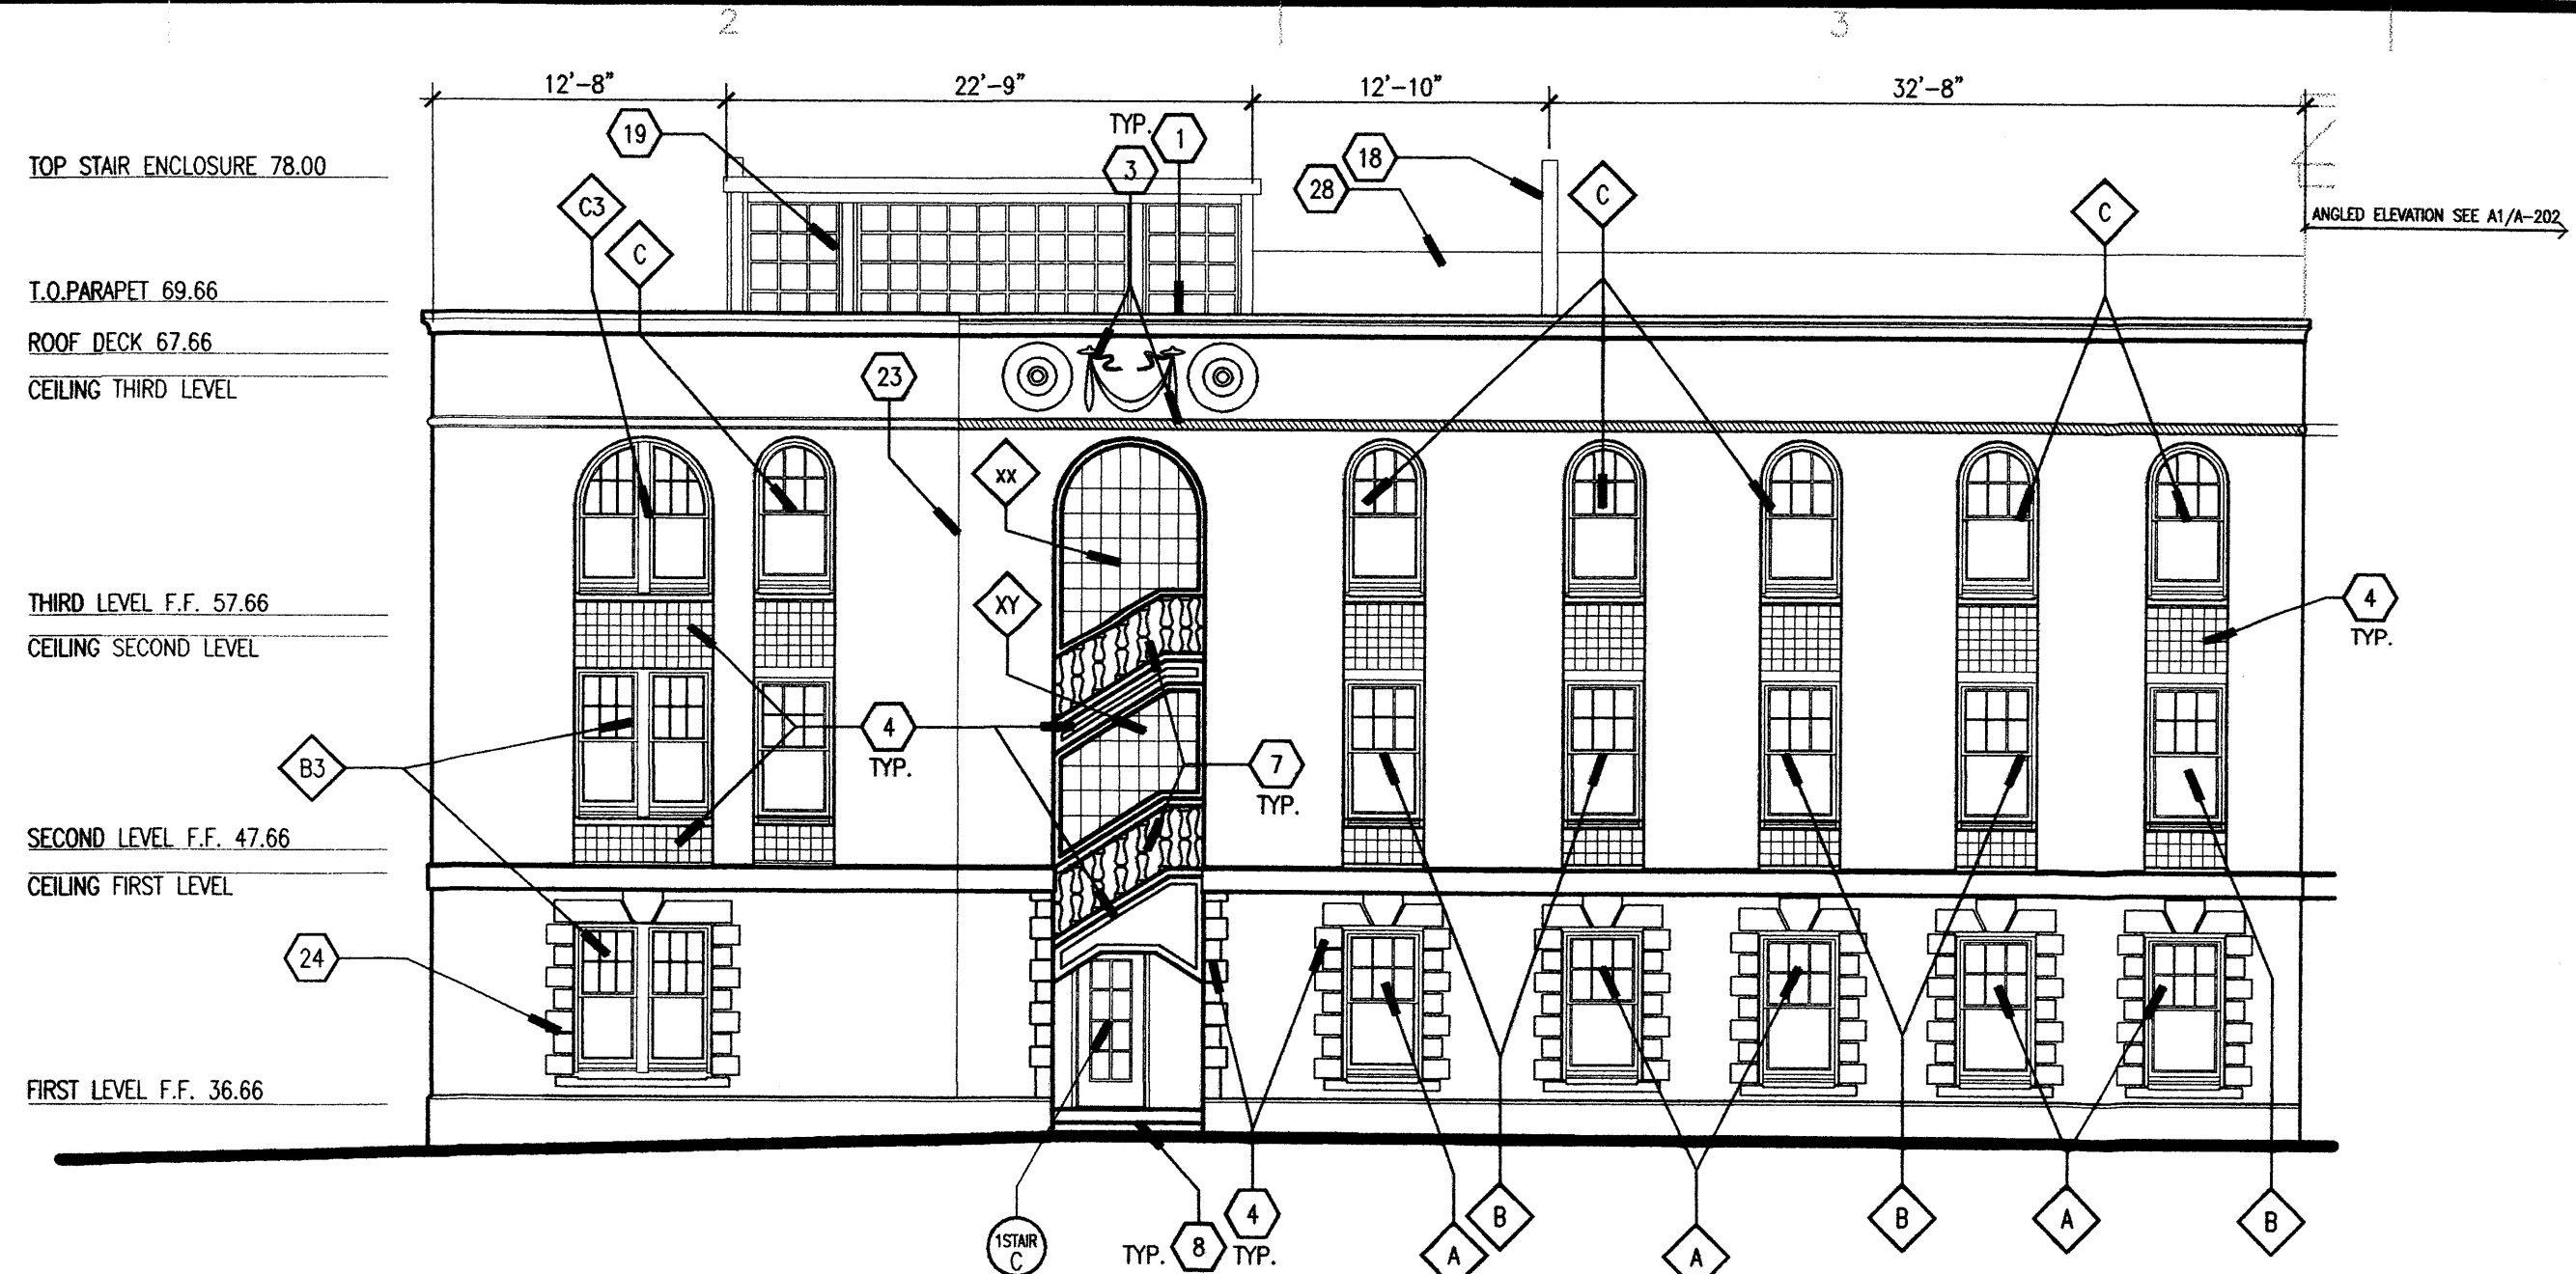 2
3
12'-8"
22'-9"
12'-10"
32'-8"
19
TYP.
1
3
18
28
TOP STAIR ENCLOSURE 78.00
C3
C
C
C
ANGLED ELEVATION SEE A1/A-202
T.O.PARAPET 69.66
ROOF DECK 67.66
CEILING THIRD LEVEL
23
XX
THIRD LEVEL F.F. 57.66
XY
4
TYP.
CEILING SECOND LEVEL
4
TYP.
B3
7
TYP.
SECOND LEVEL F.F. 47.66
CEILING FIRST LEVEL
24
FIRST LEVEL F.F. 36.66
1STAIR
C
TYP.
8
4
TYP.
A
B
A
B
A
B